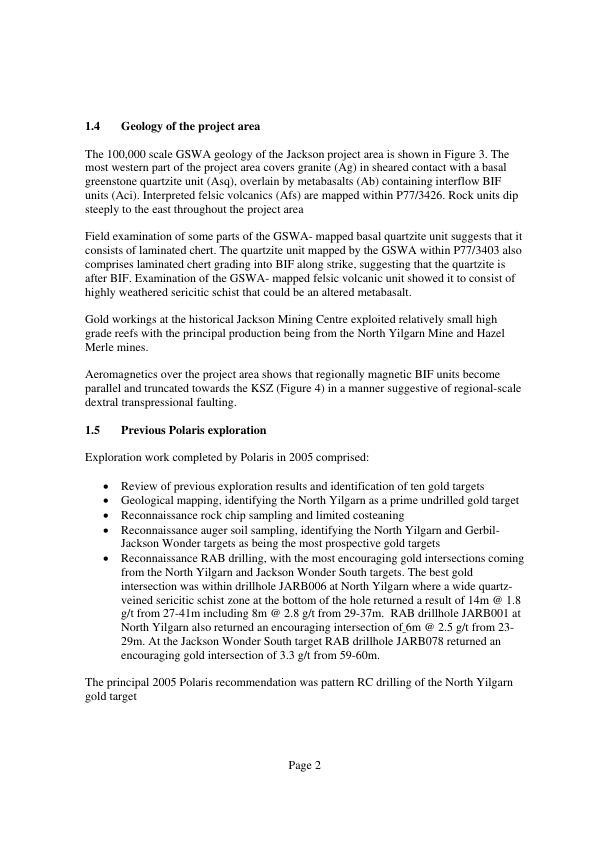 1.4 Geology of the project area
The 100,000 scale GSWA geology of the Jackson project area is shown in Figure 3. The
most western part of the project area covers granite (Ag) in sheared contact with a basal
greenstone quartzite unit (Asq), overlain by metabasalts (Ab) containing interflow BIF
units (Aci). Interpreted felsic volcanics (Afs) are mapped within P77/3426. Rock units dip
steeply to the east throughout the project area
Field examination of some parts of the GSWA- mapped basal quartzite unit suggests that it
consists of laminated chert. The quartzite unit mapped by the GSWA within P77/3403 also
comprises laminated chert grading into BIF along strike, suggesting that the quartzite is
after BIF. Examination of the GSWA- mapped felsic volcanic unit showed it to consist of
highly weathered sericitic schist that could be an altered metabasalt.
Gold workings at the historical Jackson Mining Centre exploited relatively small high
grade reefs with the principal production being from the North Yilgarn Mine and Hazel
Merle mines.
Aeromagnetics over the project area shows that regionally magnetic BIF units become
parallel and truncated towards the KSZ (Figure 4) in a manner suggestive of regional-scale
dextral transpressional faulting.
1.5 Previous Polaris exploration
Exploration work completed by Polaris in 2005 comprised:
• Review of previous exploration results and identification of ten gold targets
• Geological mapping, identifying the North Yilgarn as a prime undrilled gold target
• Reconnaissance rock chip sampling and limited costeaning
• Reconnaissance auger soil sampling, identifying the North Yilgarn and Gerbil-
Jackson Wonder targets as being the most prospective gold targets
• Reconnaissance RAB drilling, with the most encouraging gold intersections coming
from the North Yilgarn and Jackson Wonder South targets. The best gold
intersection was within drillhole JARB006 at North Yilgarn where a wide quartz-
veined sericitic schist zone at the bottom of the hole returned a result of 14m @ 1.8
g/t from 27-41m including 8m @ 2.8 g/t from 29-37m. RAB drillhole JARB001 at
North Yilgarn also returned an encouraging intersection of 6m @ 2.5 g/t from 23-
29m. At the Jackson Wonder South target RAB drillhole JARB078 returned an
encouraging gold intersection of 3.3 g/t from 59-60m.
The principal 2005 Polaris recommendation was pattern RC drilling of the North Yilgarn
gold target
Page 2